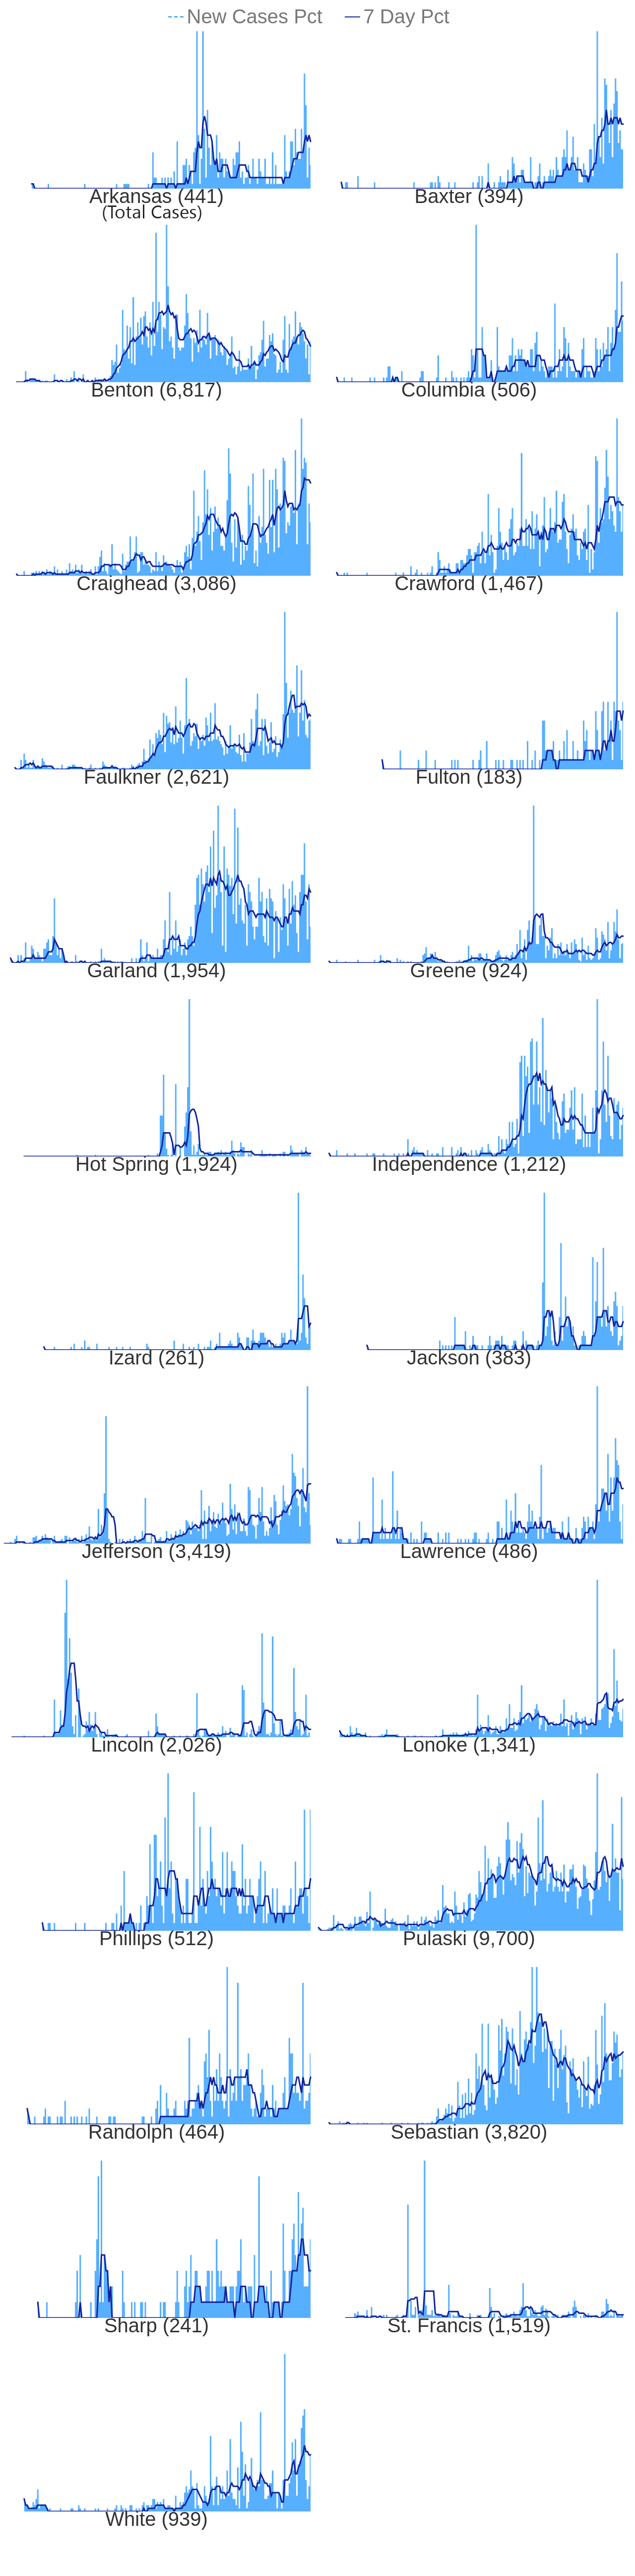 New Cases Pct 7 Day Pct
Arkansas (441) Baxter (394)
(Total Cases)
Benton (6,817) Columbia (506)
Craighead (3,086) Crawford (1,467)
Faulkner (2,621) Fulton (183)
Garland (1,954) Greene (924)
Hot Spring (1,924) Independence (1,212)
Izard (261) Jackson (383)
Jefferson (3,419) Lawrence (486)
Lincoln (2,026) Lonoke (1,341)
Phillips (512) Pulaski (9,700)
Randolph (464) Sebastian (3,820)
Sharp (241) St. Francis (1,519)
White (939)